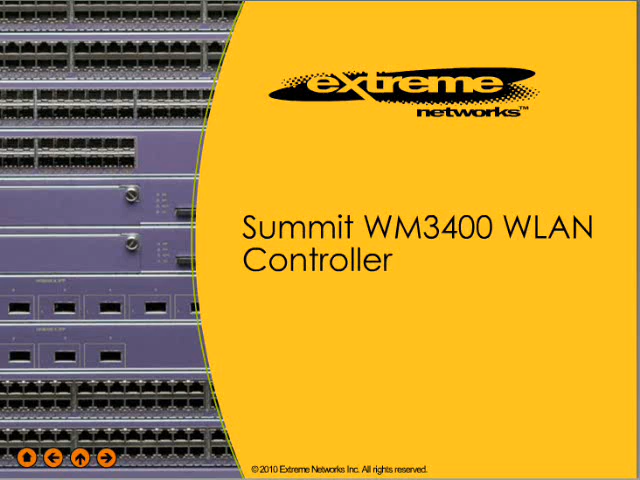 extreme
networks™
Summit WM3400 WLAN
Controller
© 2010 Extreme Networks Inc. All rights reserved.